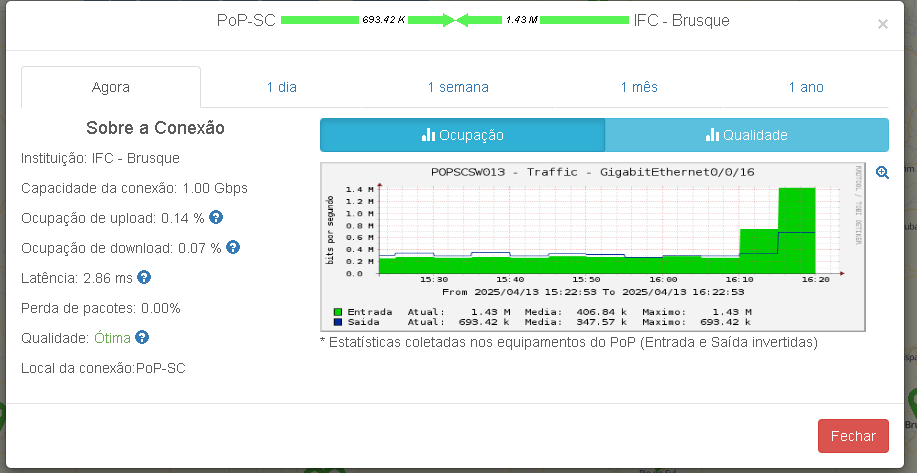 PoP-SC 693.42 K 1.43 M IFC - Brusque ×
Agora 1 dia 1 semana 1 mês 1 ano
Sobre a Conexão
Instituição: IFC - Brusque
Capacidade da conexão: 1.00 Gbps
Ocupação de upload: 0.14 %
Ocupação de download: 0.07 %
Latência: 2.86 ms
Perda de pacotes: 0.00%
Qualidade: Ótima
Local da conexão:PoP-SC
Ocupação Qualidade
POPSCSW013 - Traffic - GigabitEthernet0/0/16
RRDTOOL / TOBI OETIKER
bits por segundo
1.4 M
1.2 M
1.0 M
0.8 M
0.6 M
0.4 M
0.2 M
0.0
15:30 15:40 15:50 16:00 16:10 16:20
From 2025/04/13 15:22:53 To 2025/04/13 16:22:53
Entrada Atual: 1.43 M Media: 406.84 k Maximo: 1.43 M
Saida Atual: 693.42 k Media: 347.57 k Maximo: 693.42 k
* Estatísticas coletadas nos equipamentos do PoP (Entrada e Saída invertidas)
Fechar